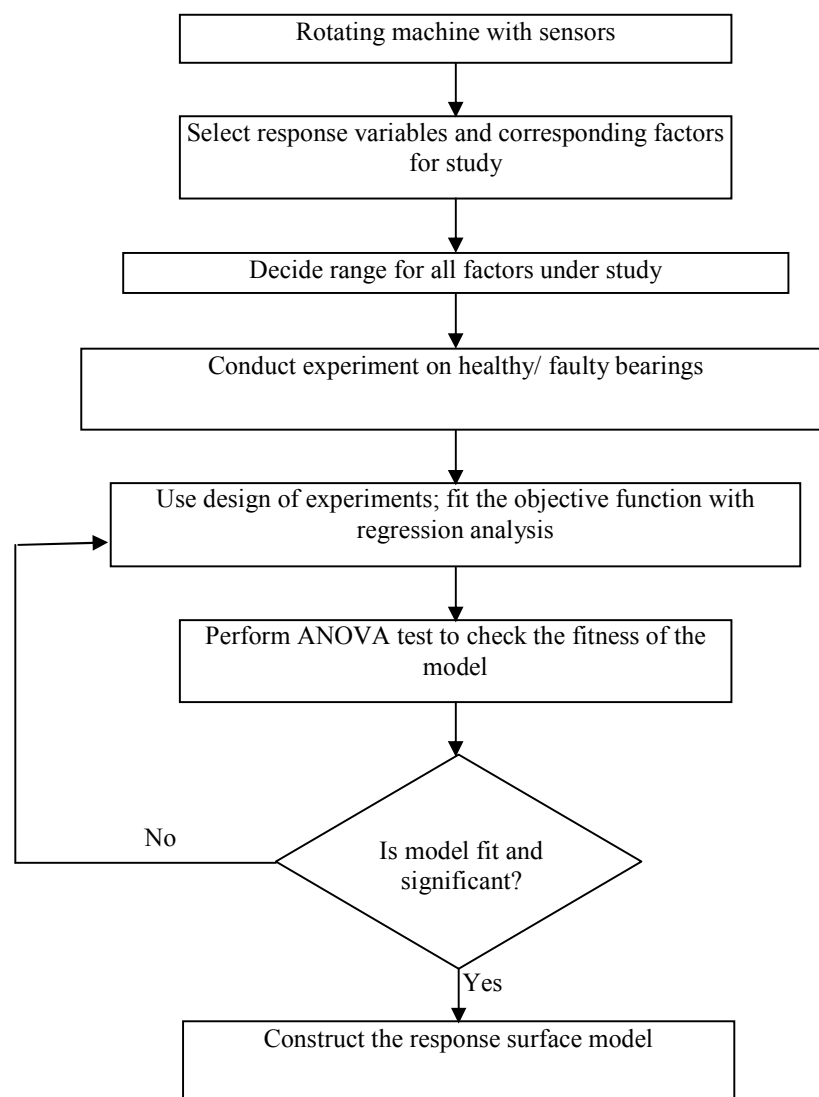 Rotating machine with sensors
Select response variables and corresponding factors
for study
Decide range for all factors under study
Conduct experiment on healthy/ faulty bearings
Use design of experiments; fit the objective function with
regression analysis
Perform ANOVA test to check the fitness of the
model
No
Is model fit and
significant?
Yes
Construct the response surface model